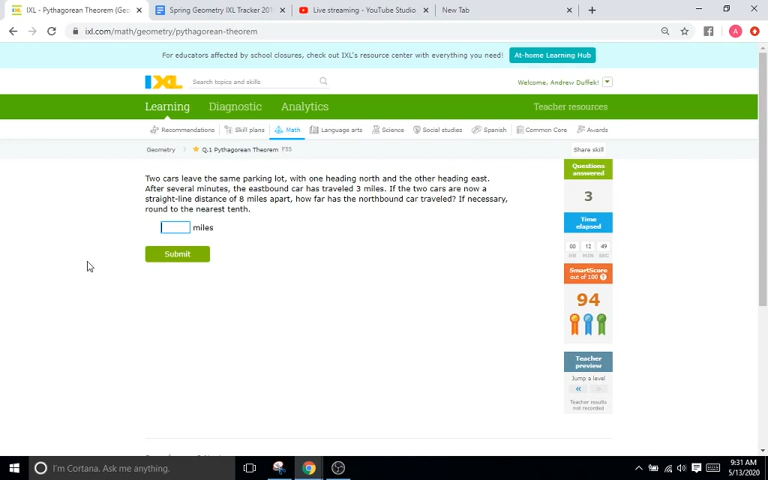 IXL - Pythagorean Theorem (Geo
Spring Geometry IXL Tracker 201
Live streaming - YouTube Studio
New Tab
ixl.com/math/geometry/pythagorean-theorem
A
For educators affected by school closures, check out IXL's resource center with everything you need!
At-home Learning Hub
IXL
Search topics and skills
Welcome, Andrew Duffek!
Learning
Diagnostic
Analytics
Teacher resources
Recommendations
Skill plans
Math
Language arts
Science
Social studies
Spanish
Common Core
Awards
Geometry
Q.1 Pythagorean Theorem
Share skill
Two cars leave the same parking lot, with one heading north and the other heading east.
After several minutes, the eastbound car has traveled 3 miles. If the two cars are now a
straight-line distance of 8 miles apart, how far has the northbound car traveled? If necessary,
round to the nearest tenth.
miles
Submit
Questions
answered
3
Time
elapsed
00 12 49
HR MIN SEC
SmartScore
out of 100
94
Teacher
preview
Jump a level
Teacher results
not recorded
I'm Cortana. Ask me anything.
9:31 AM
5/13/2020